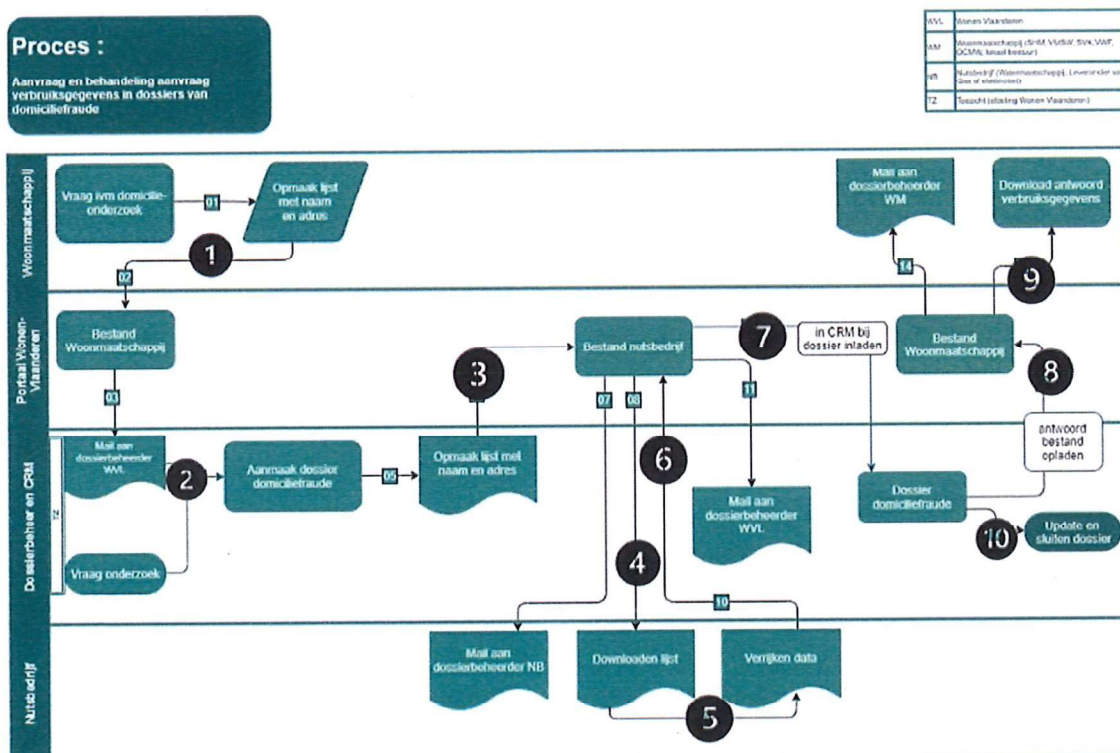 Proces :
Aanvraag en behandeling aanvraag
verbruiksgegevens in dossiers van
domiciliefraude
WVL Wonen Vlaanderen
WM Woonmaatschappij (SHM, VMSW, SVK, VWF,
OCMW, lokaal bestuur)
NB Nutsbedrijf (Watermaatschappij, Leverancier van
Gas of elektriciteit)
TZ Toezicht (afdeling Wonen Vlaanderen)
Woonmaatschappij
Vraag ivm domicilie-
onderzoek
01
Opmaak lijst
met naam
en adres
1
02
Mail aan
dossierbeheerder
WM
Download antwoord
verbruiksgegevens
14
9
Portaal Wonen-
Vlaanderen
Bestand
Woonmaatschappij
03
3
Bestand nutsbedrijf
07
08
11
7
in CRM bij
dossier inladen
Bestand
Woonmaatschappij
8
Dossierbeheer en CRM
TZ
Mail aan
dossierbeheerder
WVL
2
Vraag onderzoek
Aanmaak dossier
domiciliefraude
05
Opmaak lijst met
naam en adres
4
6
10
Mail aan
dossierbeheerder
WVL
Dossier
domiciliefraude
antwoord
bestand
opladen
10
Update en
sluiten dossier
Nutsbedrijf
Mail aan
dossierbeheerder NB
Downloaden lijst
5
Verrijken data